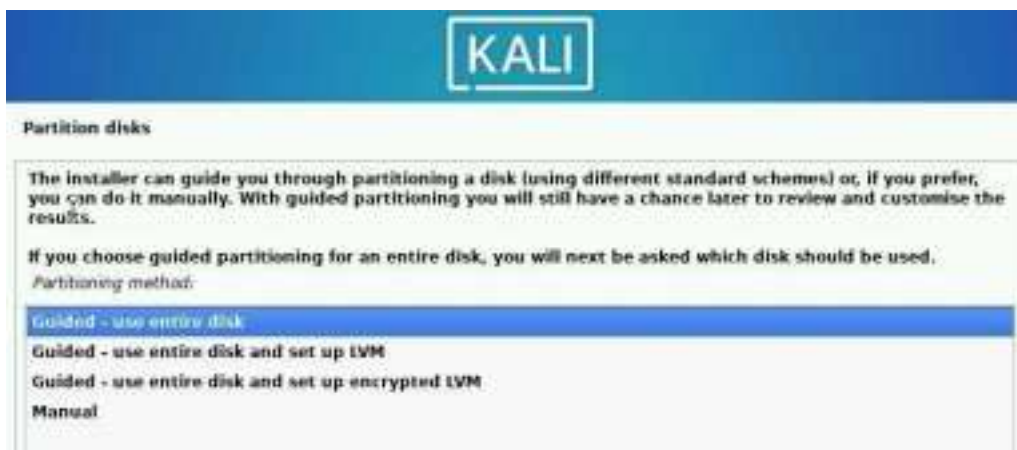 KALI
Partition disks
The installer can guide you through partitioning a disk (using different standard schemes) or, if you prefer,
you can do it manually. With guided partitioning you will still have a chance later to review and customise the
results.
If you choose guided partitioning for an entire disk, you will next be asked which disk should be used.
Partitioning method:
Guided - use entire disk
Guided - use entire disk and set up LVM
Guided - use entire disk and set up encrypted LVM
Manual